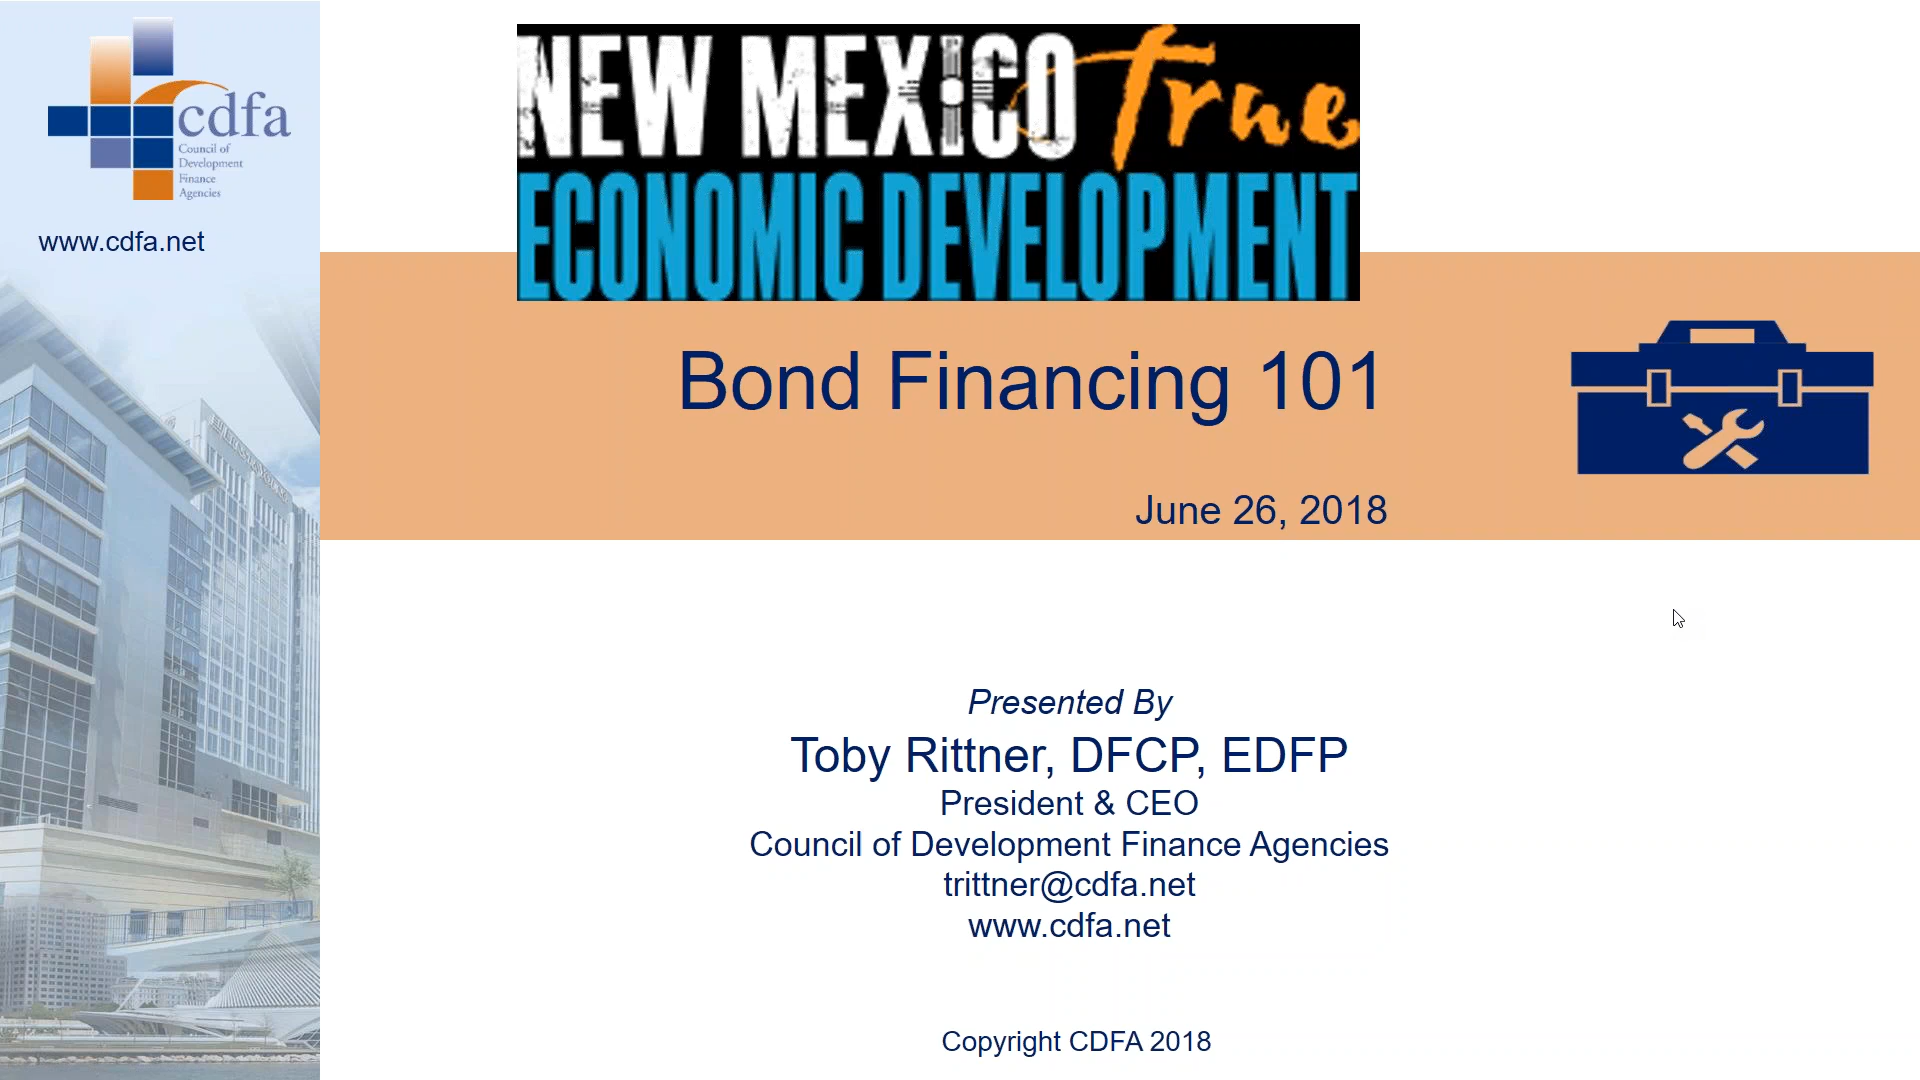 cdfa
Council of
Development
Finance
Agencies
www.cdfa.net
NEW MEXICO True
ECONOMIC DEVELOPMENT
Bond Financing 101
June 26, 2018
Presented By
Toby Rittner, DFCP, EDFP
President & CEO
Council of Development Finance Agencies
trittner@cdfa.net
www.cdfa.net
Copyright CDFA 2018